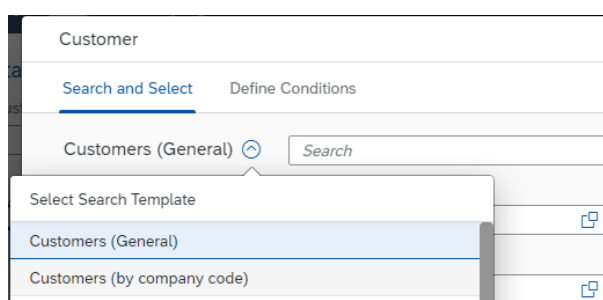 Customer
Search and Select
Define Conditions
Customers (General)
Search
Select Search Template
Customers (General)
Customers (by company code)